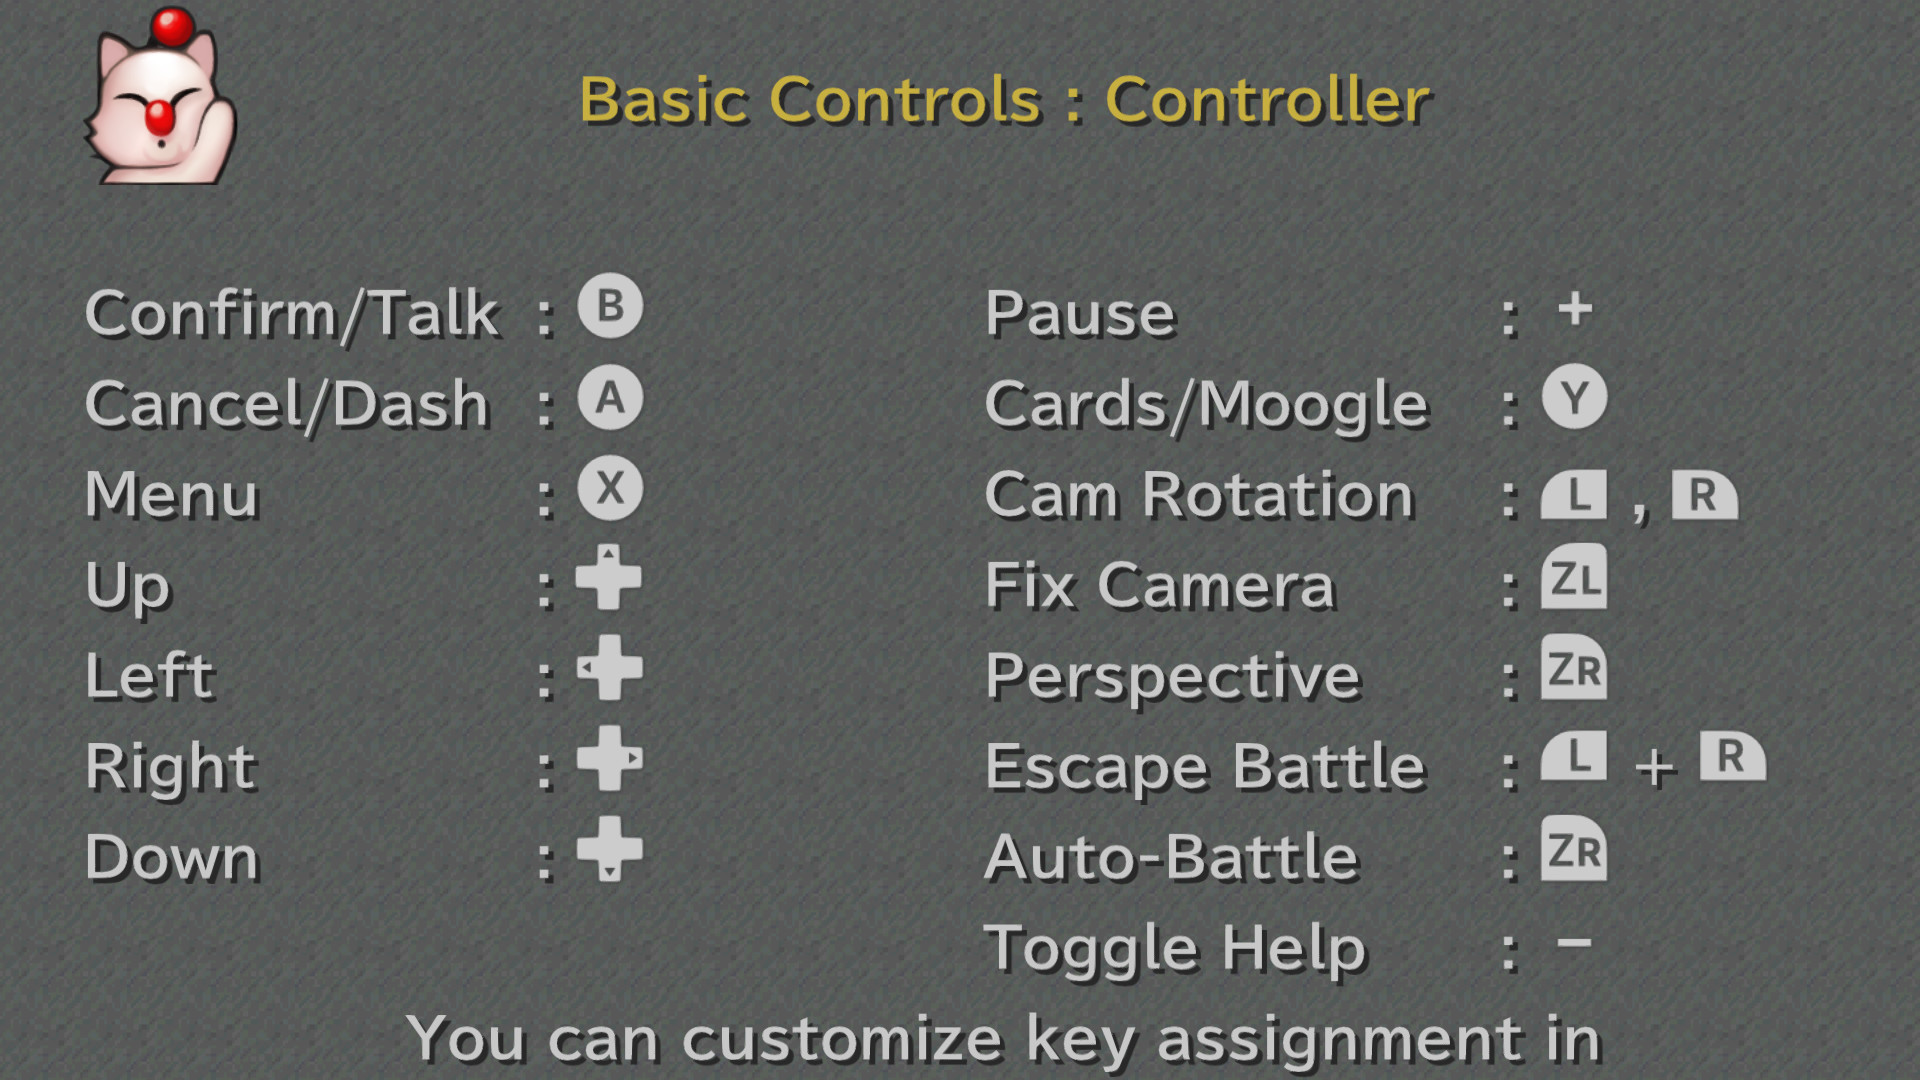 Basic Controls : Controller
Confirm/Talk : B
Cancel/Dash : A
Menu : X
Up :
Left :
Right :
Down :
Pause : +
Cards/Moogle : Y
Cam Rotation : L , R
Fix Camera : ZL
Perspective : ZR
Escape Battle : L + R
Auto-Battle : ZR
Toggle Help : -
You can customize key assignment in